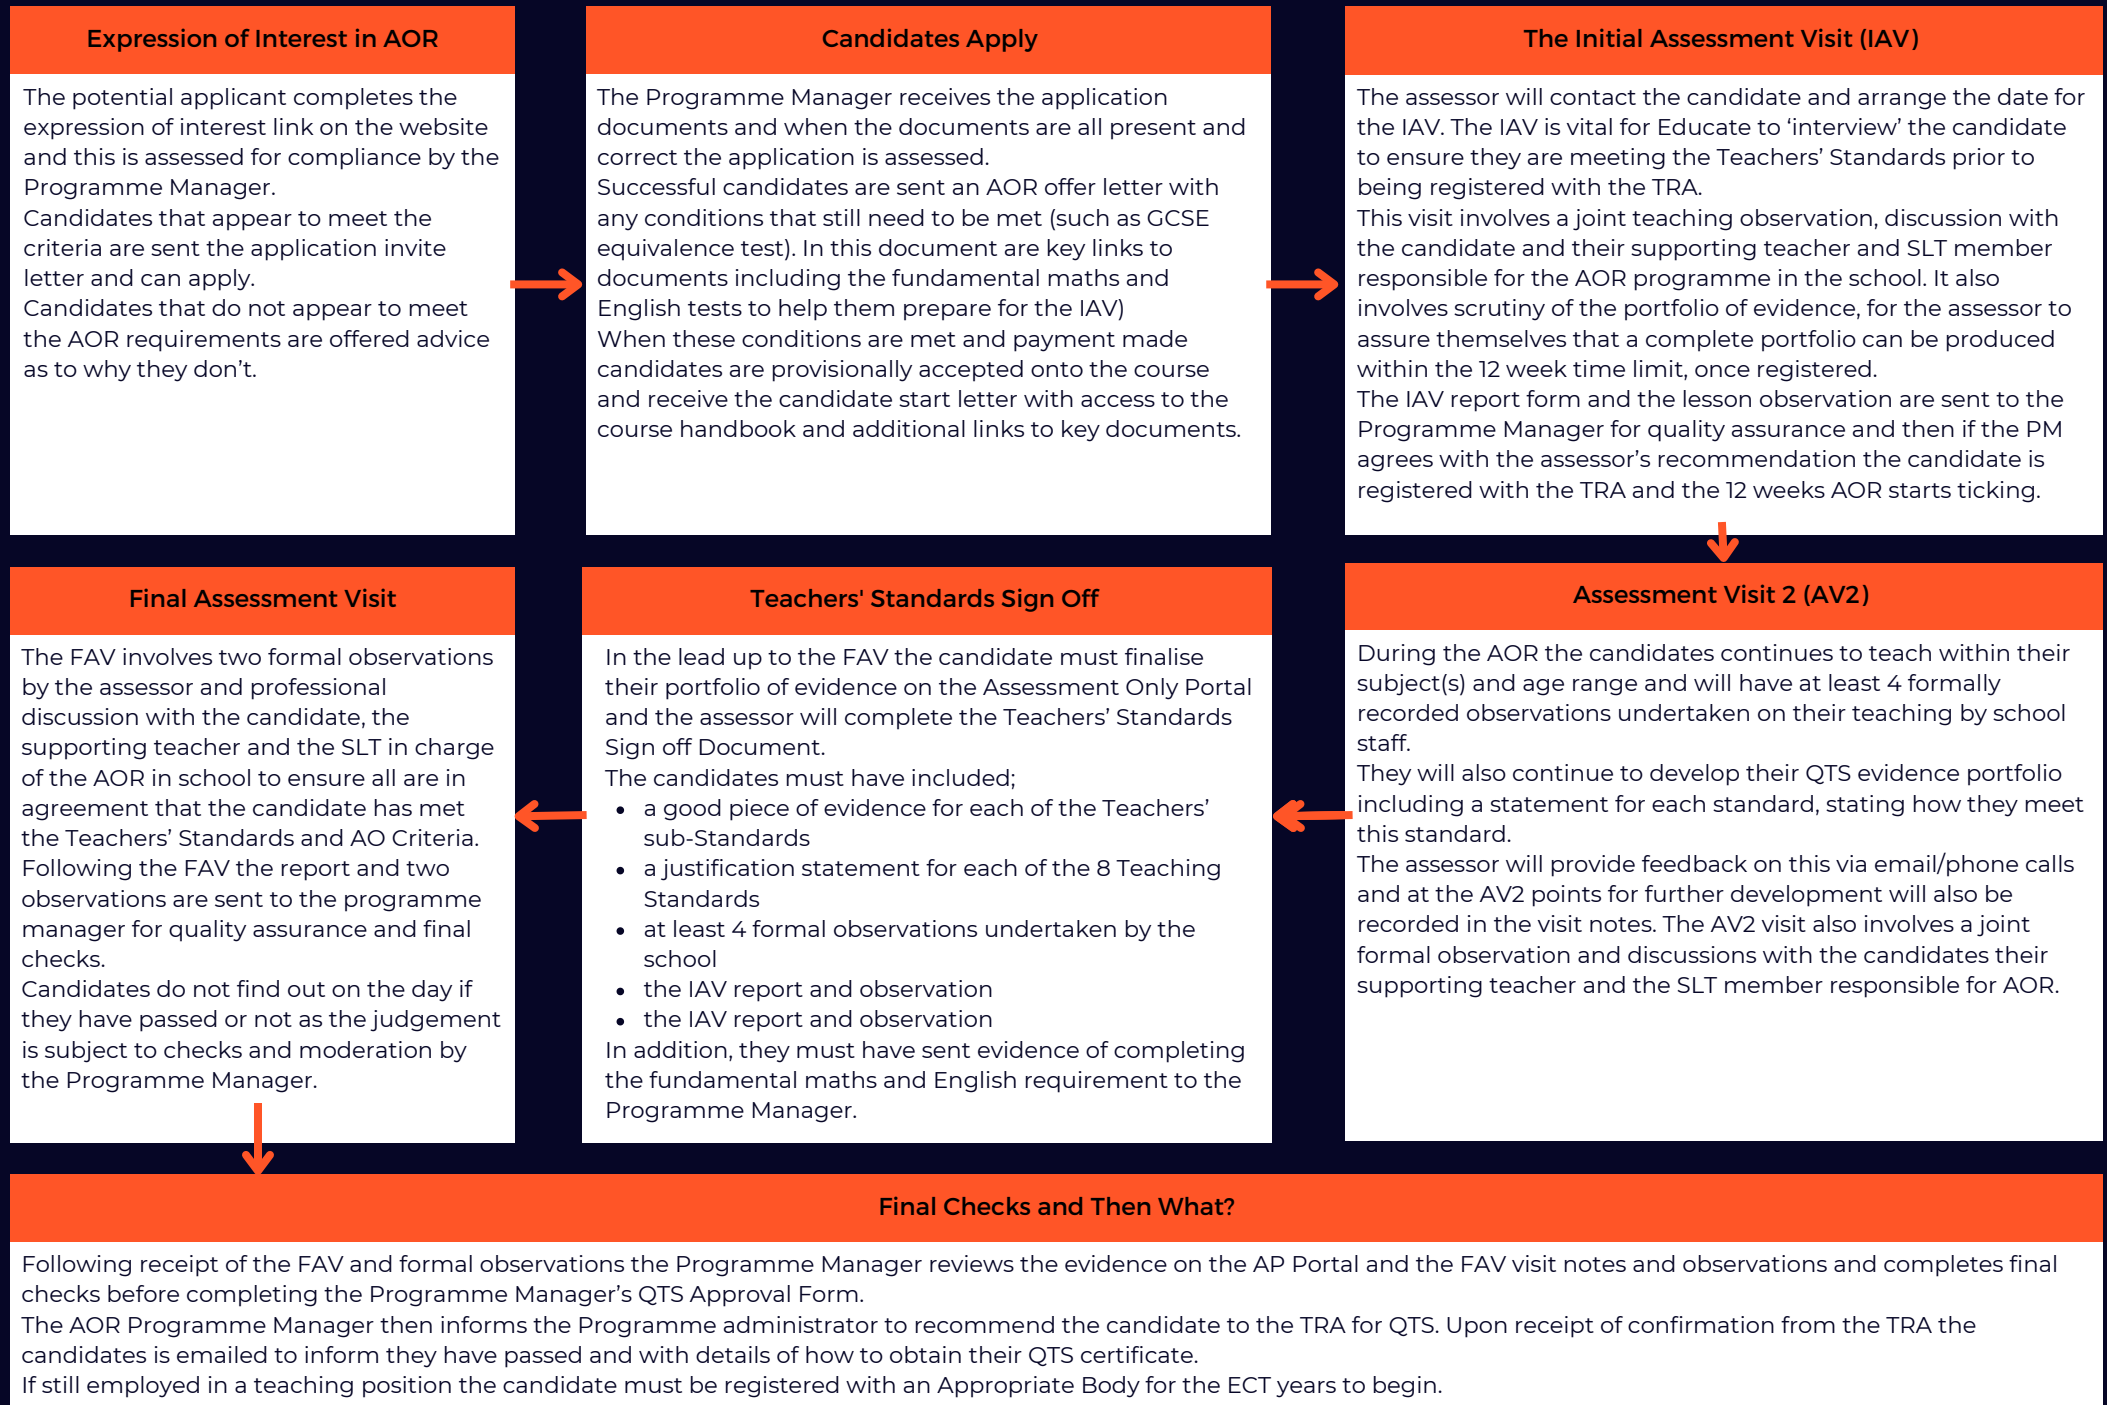 Expression of Interest in AOR
The potential applicant completes the
expression of interest link on the website
and this is assessed for compliance by the
Programme Manager.
Candidates that appear to meet the
criteria are sent the application invite
letter and can apply.
Candidates that do not appear to meet
the AOR requirements are offered advice
as to why they don't.
Candidates Apply
The Programme Manager receives the application
documents and when the documents are all present and
correct the application is assessed.
Successful candidates are sent an AOR offer letter with
any conditions that still need to be met (such as GCSE
equivalence test). In this document are key links to
documents including the fundamental maths and
English tests to help them prepare for the IAV)
When these conditions are met and payment made
candidates are provisionally accepted onto the course
and receive the candidate start letter with access to the
course handbook and additional links to key documents.
The Initial Assessment Visit (IAV)
The assessor will contact the candidate and arrange the date for
the IAV. The IAV is vital for Educate to ‘interview’ the candidate
to ensure they are meeting the Teachers’ Standards prior to
being registered with the TRA.
This visit involves a joint teaching observation, discussion with
the candidate and their supporting teacher and SLT member
responsible for the AOR programme in the school. It also
involves scrutiny of the portfolio of evidence, for the assessor to
assure themselves that a complete portfolio can be produced
within the 12 week time limit, once registered.
The IAV report form and the lesson observation are sent to the
Programme Manager for quality assurance and then if the PM
agrees with the assessor’s recommendation the candidate is
registered with the TRA and the 12 weeks AOR starts ticking.
Assessment Visit 2 (AV2)
During the AOR the candidates continues to teach within their
subject(s) and age range and will have at least 4 formally
recorded observations undertaken on their teaching by school
staff.
They will also continue to develop their QTS evidence portfolio
including a statement for each standard, stating how they meet
this standard.
The assessor will provide feedback on this via email/phone calls
and at the AV2 points for further development will also be
recorded in the visit notes. The AV2 visit also involves a joint
formal observation and discussions with the candidates their
supporting teacher and the SLT member responsible for AOR.
Teachers' Standards Sign Off
In the lead up to the FAV the candidate must finalise
their portfolio of evidence on the Assessment Only Portal
and the assessor will complete the Teachers’ Standards
Sign off Document.
The candidates must have included;
• a good piece of evidence for each of the Teachers’
sub-Standards
• a justification statement for each of the 8 Teaching
Standards
• at least 4 formal observations undertaken by the
school
• the IAV report and observation
• the IAV report and observation
In addition, they must have sent evidence of completing
the fundamental maths and English requirement to the
Programme Manager.
Final Assessment Visit
The FAV involves two formal observations
by the assessor and professional
discussion with the candidate, the
supporting teacher and the SLT in charge
of the AOR in school to ensure all are in
agreement that the candidate has met
the Teachers’ Standards and AO Criteria.
Following the FAV the report and two
observations are sent to the programme
manager for quality assurance and final
checks.
Candidates do not find out on the day if
they have passed or not as the judgement
is subject to checks and moderation by
the Programme Manager.
Final Checks and Then What?
Following receipt of the FAV and formal observations the Programme Manager reviews the evidence on the AP Portal and the FAV visit notes and observations and completes final
checks before completing the Programme Manager’s QTS Approval Form.
The AOR Programme Manager then informs the Programme administrator to recommend the candidate to the TRA for QTS. Upon receipt of confirmation from the TRA the
candidates is emailed to inform they have passed and with details of how to obtain their QTS certificate.
If still employed in a teaching position the candidate must be registered with an Appropriate Body for the ECT years to begin.